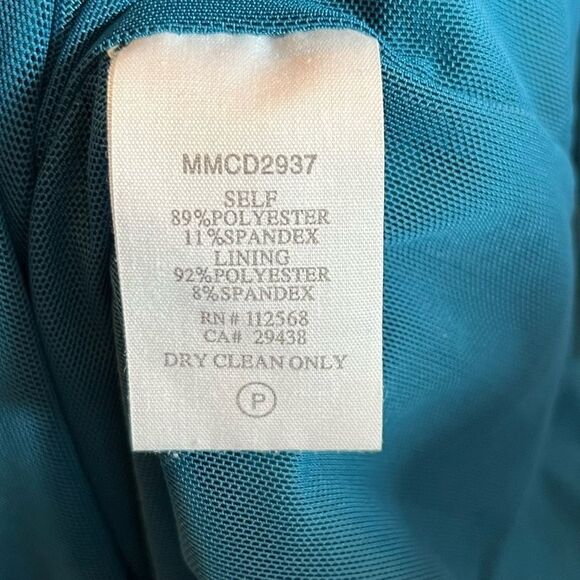 MMCD2937
SELF
89%POLYESTER
11%SPANDEX
LINING
92%POLYESTER
8%SPANDEX
RN# 112568
CA# 29438
DRY CLEAN ONLY
P